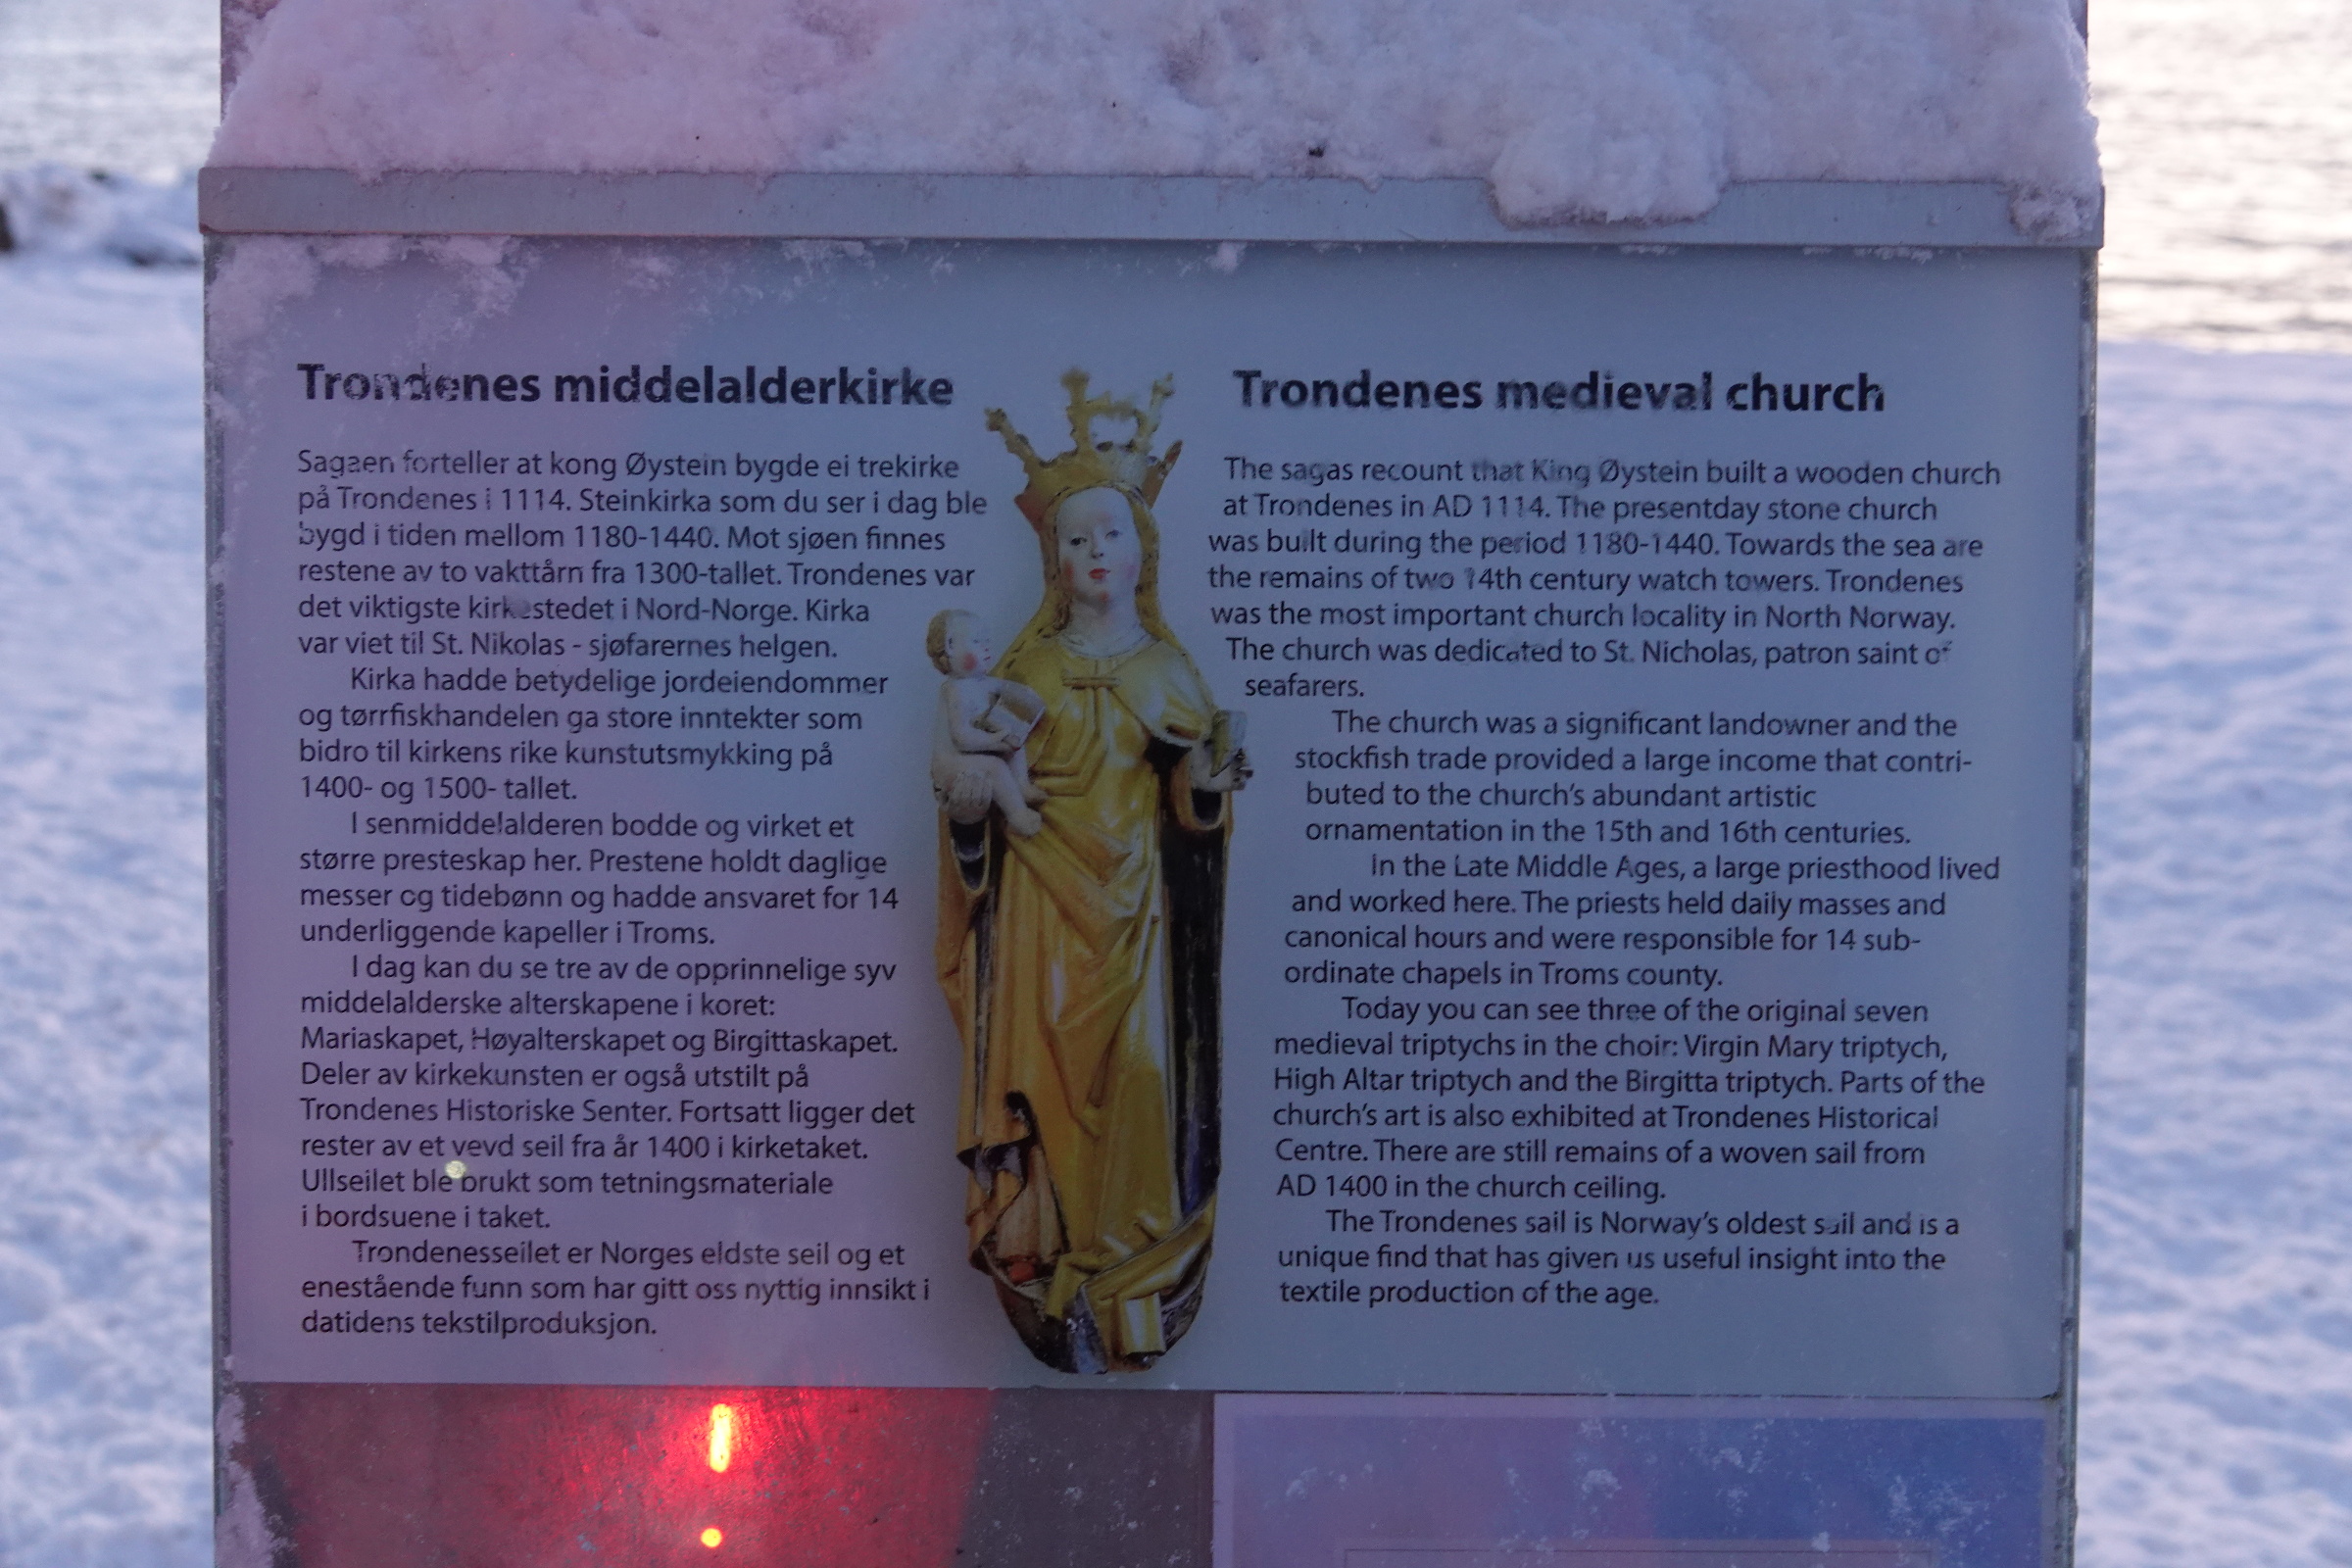 Trondenes middelalderkirke
Sagaen forteller at kong Øystein bygde ei trekirke
på Trondenes i 1114. Steinkirka som du ser i dag ble
bygd i tiden mellom 1180-1440. Mot sjøen finnes
restene av to vakttårn fra 1300-tallet. Trondenes var
det viktigste kirkestedet i Nord-Norge. Kirka
var viet til St. Nikolas - sjøfarernes helgen.
Kirka hadde betydelige jordeiendommer
og tørrfiskhandelen ga store inntekter som
bidro til kirkens rike kunstutsmykking på
1400- og 1500- tallet.
I senmiddelalderen bodde og virket et
større presteskap her. Prestene holdt daglige
messer og tidebønn og hadde ansvaret for 14
underliggende kapeller i Troms.
I dag kan du se tre av de opprinnelige syv
middelalderske alterskapene i koret:
Mariaskapet, Høyalterskapet og Birgittaskapet.
Deler av kirkekunsten er også utstilt på
Trondenes Historiske Senter. Fortsatt ligger det
rester av et vevd seil fra år 1400 i kirketaket.
Ullseilet ble brukt som tetningsmateriale
i bordsuene i taket.
Trondenesseilet er Norges eldste seil og et
enestående funn som har gitt oss nyttig innsikt i
datidens tekstilproduksjon.
Trondenes medieval church
The sagas recount that King Øystein built a wooden church
at Trondenes in AD 1114. The presentday stone church
was built during the period 1180-1440. Towards the sea are
the remains of two 14th century watch towers. Trondenes
was the most important church locality in North Norway.
The church was dedicated to St. Nicholas, patron saint of
seafarers.
The church was a significant landowner and the
stockfish trade provided a large income that contri-
buted to the church's abundant artistic
ornamentation in the 15th and 16th centuries.
In the Late Middle Ages, a large priesthood lived
and worked here. The priests held daily masses and
canonical hours and were responsible for 14 sub-
ordinate chapels in Troms county.
Today you can see three of the original seven
medieval triptychs in the choir: Virgin Mary triptych,
High Altar triptych and the Birgitta triptych. Parts of the
church's art is also exhibited at Trondenes Historical
Centre. There are still remains of a woven sail from
AD 1400 in the church ceiling.
The Trondenes sail is Norway's oldest sail and is a
unique find that has given us useful insight into the
textile production of the age.